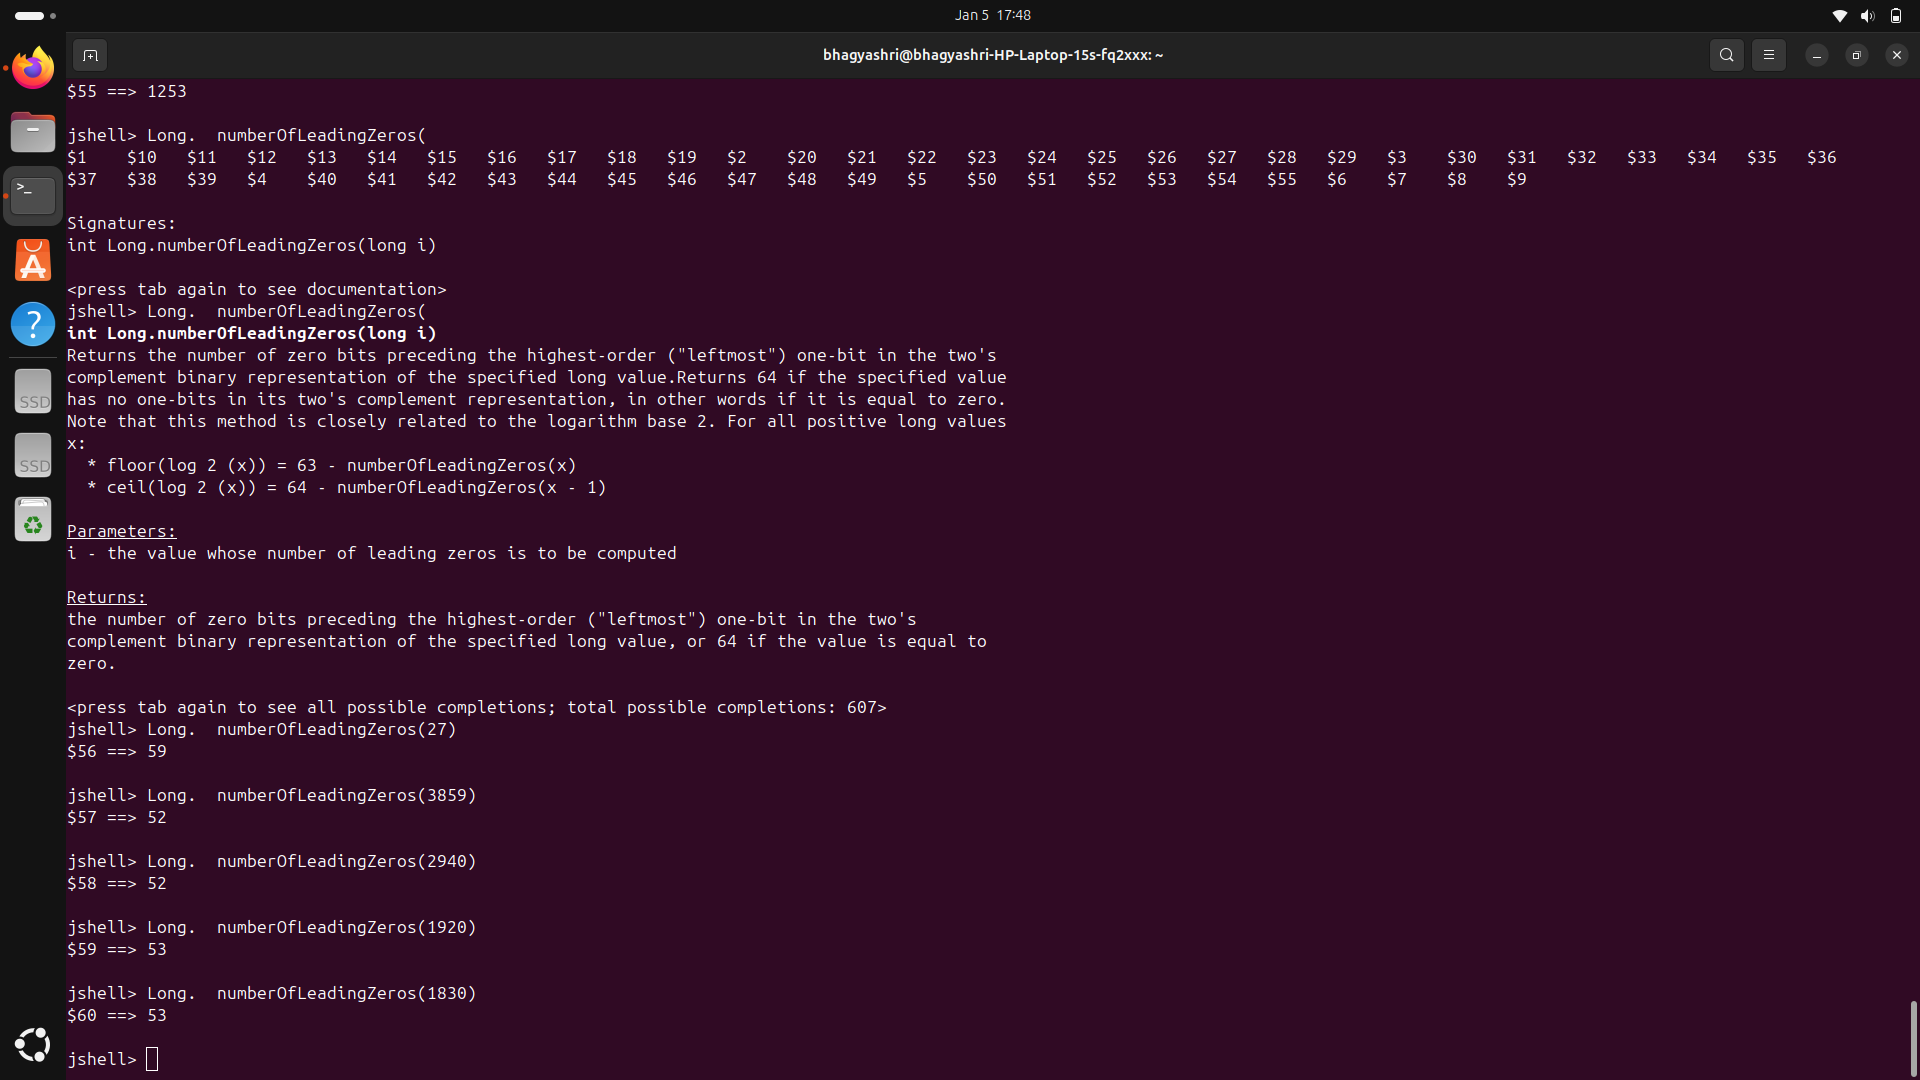 Jan 5 17:48
bhagyashri@bhagyashri-HP-Laptop-15s-fq2xxx: ~
$55 ==> 1253
jshell> Long.  numberOfLeadingZeros(
$1 $10 $11 $12 $13 $14 $15 $16 $17 $18 $19 $2 $20 $21 $22 $23 $24 $25 $26 $27 $28 $29 $3 $30 $31 $32 $33 $34 $35 $36
$37 $38 $39 $4 $40 $41 $42 $43 $44 $45 $46 $47 $48 $49 $5 $50 $51 $52 $53 $54 $55 $6 $7 $8 $9
Signatures:
int Long.numberOfLeadingZeros(long i)
<press tab again to see documentation>
jshell> Long.  numberOfLeadingZeros(
int Long.numberOfLeadingZeros(long i)
Returns the number of zero bits preceding the highest-order ("leftmost") one-bit in the two's
complement binary representation of the specified long value.Returns 64 if the specified value
has no one-bits in its two's complement representation, in other words if it is equal to zero.
Note that this method is closely related to the logarithm base 2. For all positive long values
x:
* floor(log 2 (x)) = 63 - numberOfLeadingZeros(x)
* ceil(log 2 (x)) = 64 - numberOfLeadingZeros(x - 1)
Parameters:
i - the value whose number of leading zeros is to be computed
Returns:
the number of zero bits preceding the highest-order ("leftmost") one-bit in the two's
complement binary representation of the specified long value, or 64 if the value is equal to
zero.
<press tab again to see all possible completions; total possible completions: 607>
jshell> Long.  numberOfLeadingZeros(27)
$56 ==> 59
jshell> Long.  numberOfLeadingZeros(3859)
$57 ==> 52
jshell> Long.  numberOfLeadingZeros(2940)
$58 ==> 52
jshell> Long.  numberOfLeadingZeros(1920)
$59 ==> 53
jshell> Long.  numberOfLeadingZeros(1830)
$60 ==> 53
jshell>
>_
A
?
SSD
SSD